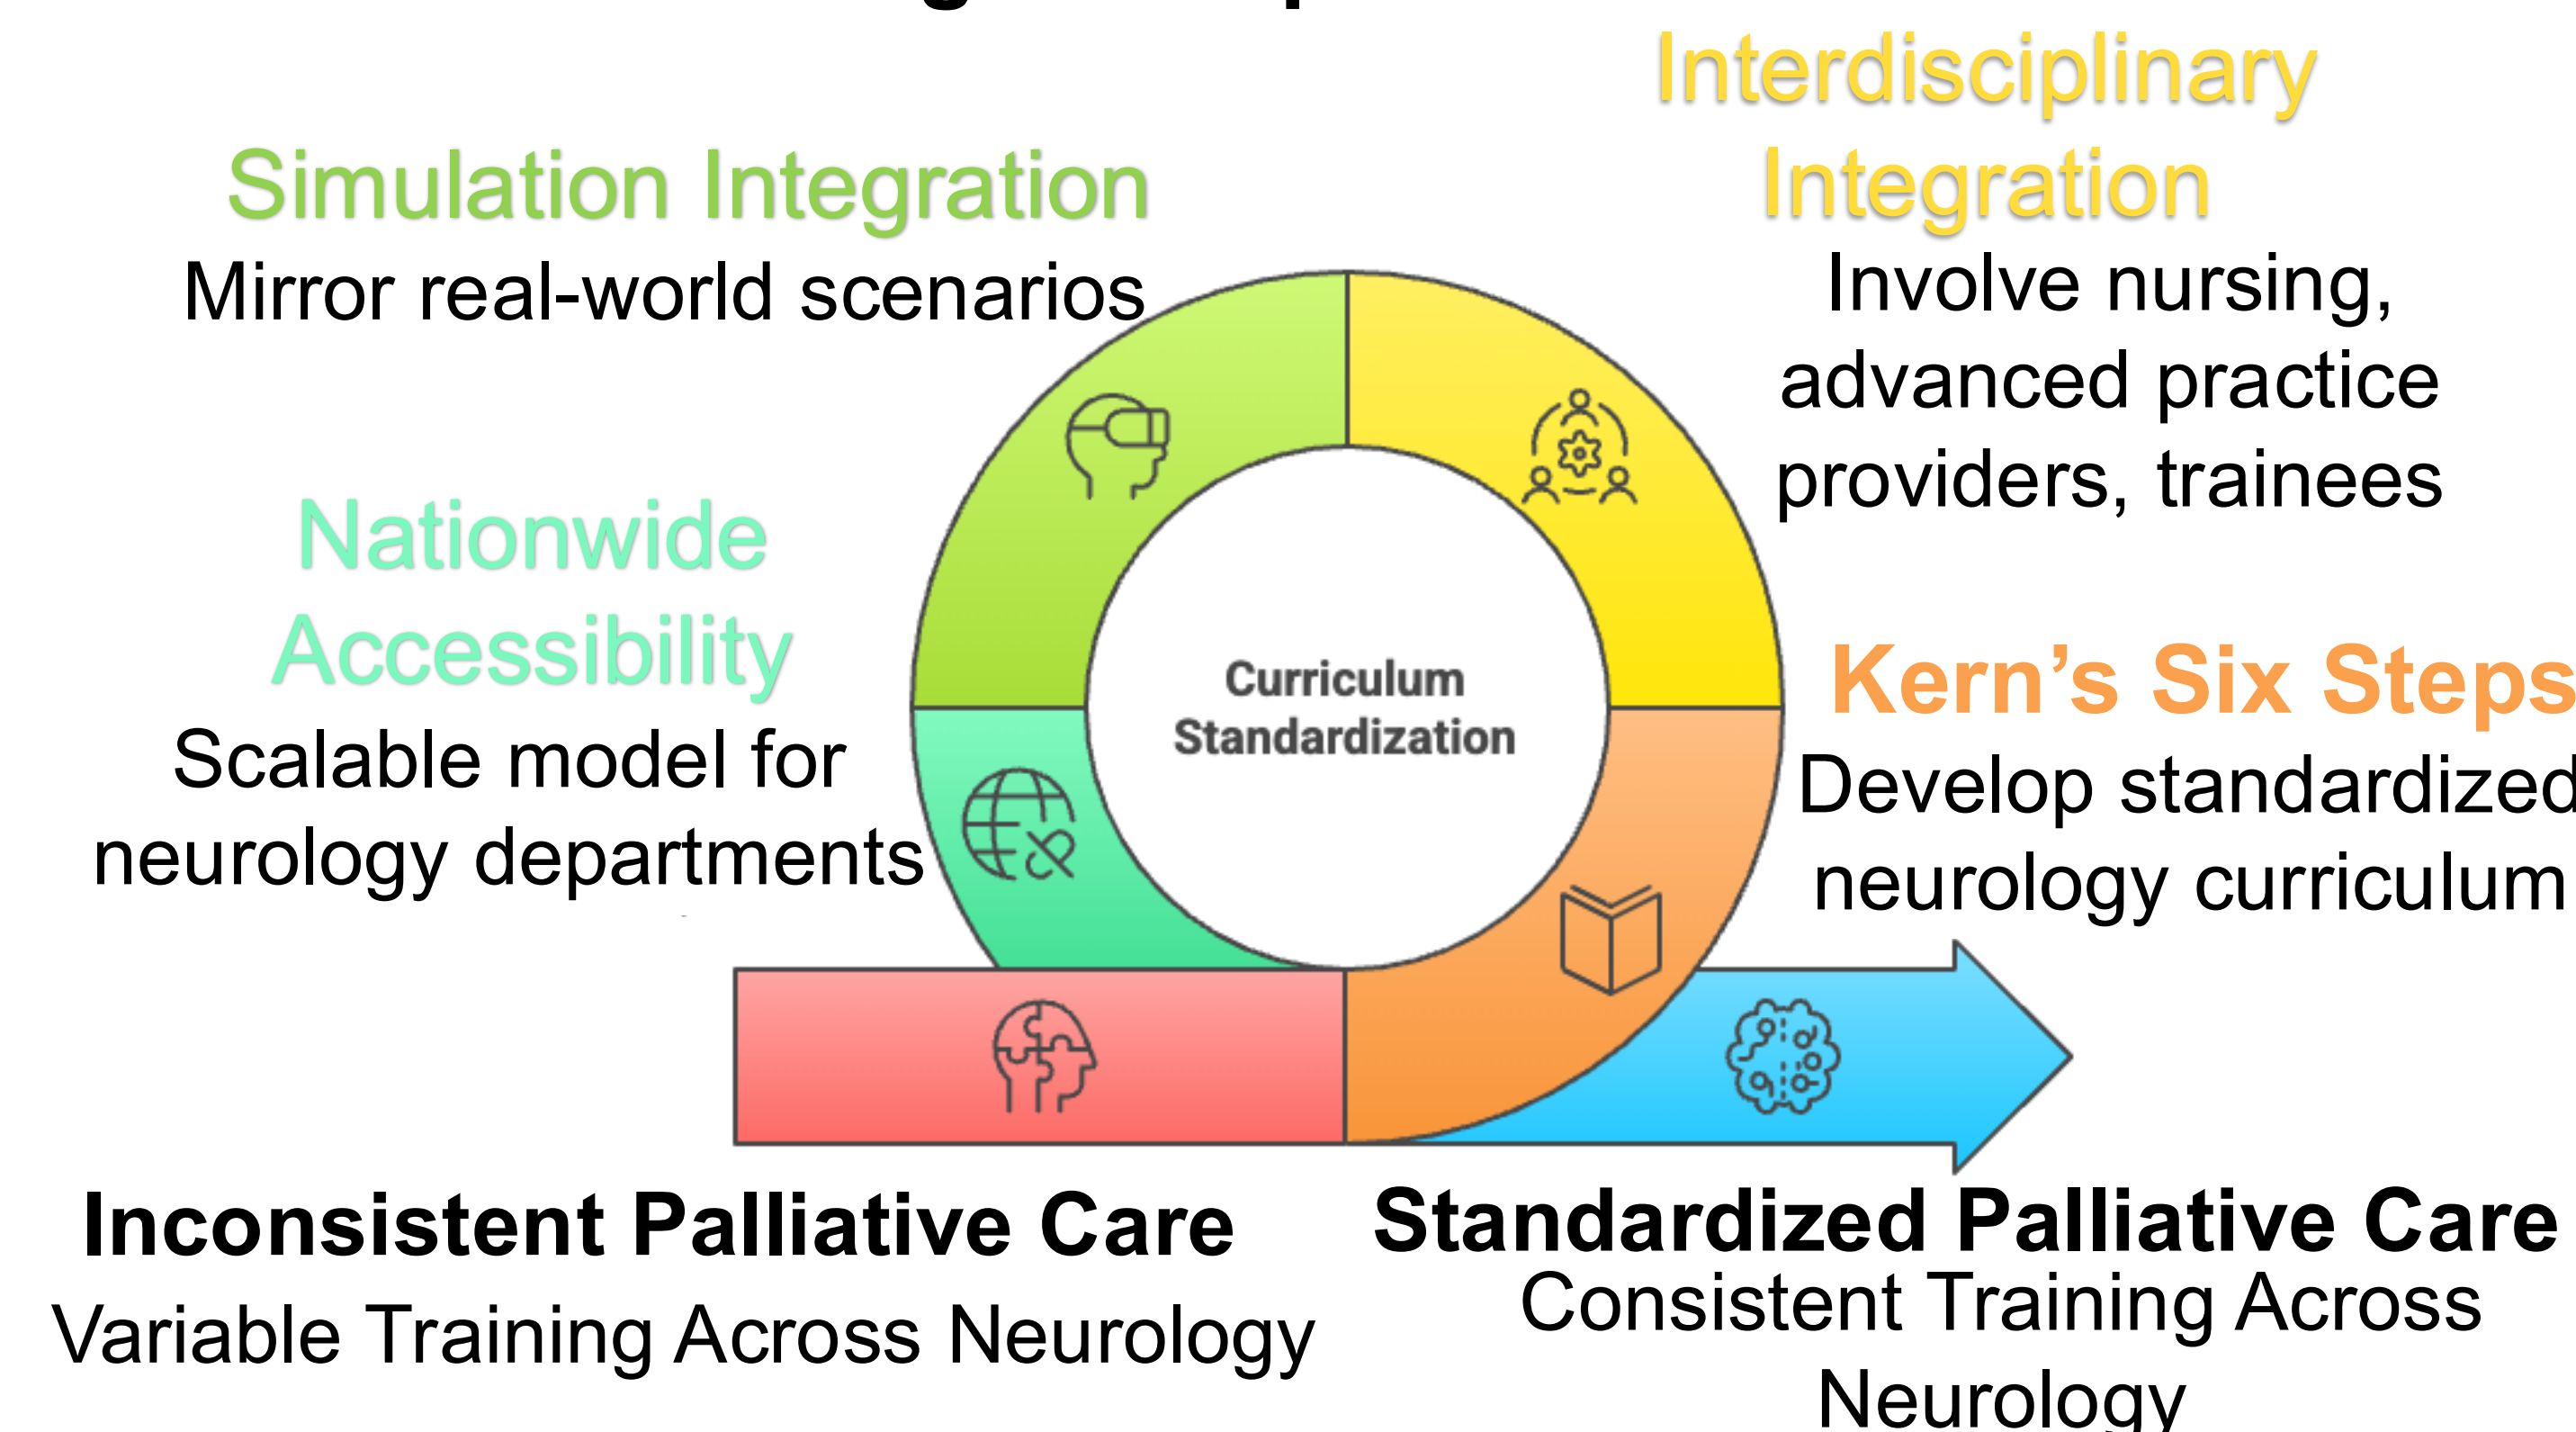 Interdisciplinary
Integration
Involve nursing,
advanced practice
providers, trainees
Simulation Integration
Mirror real-world scenarios
Nationwide
Accessibility
Scalable model for
neurology departments
Curriculum
Standardization
Kern's Six Steps
Develop standardized
neurology curriculum
Inconsistent Palliative Care
Variable Training Across Neurology
Standardized Palliative Care
Consistent Training Across
Neurology